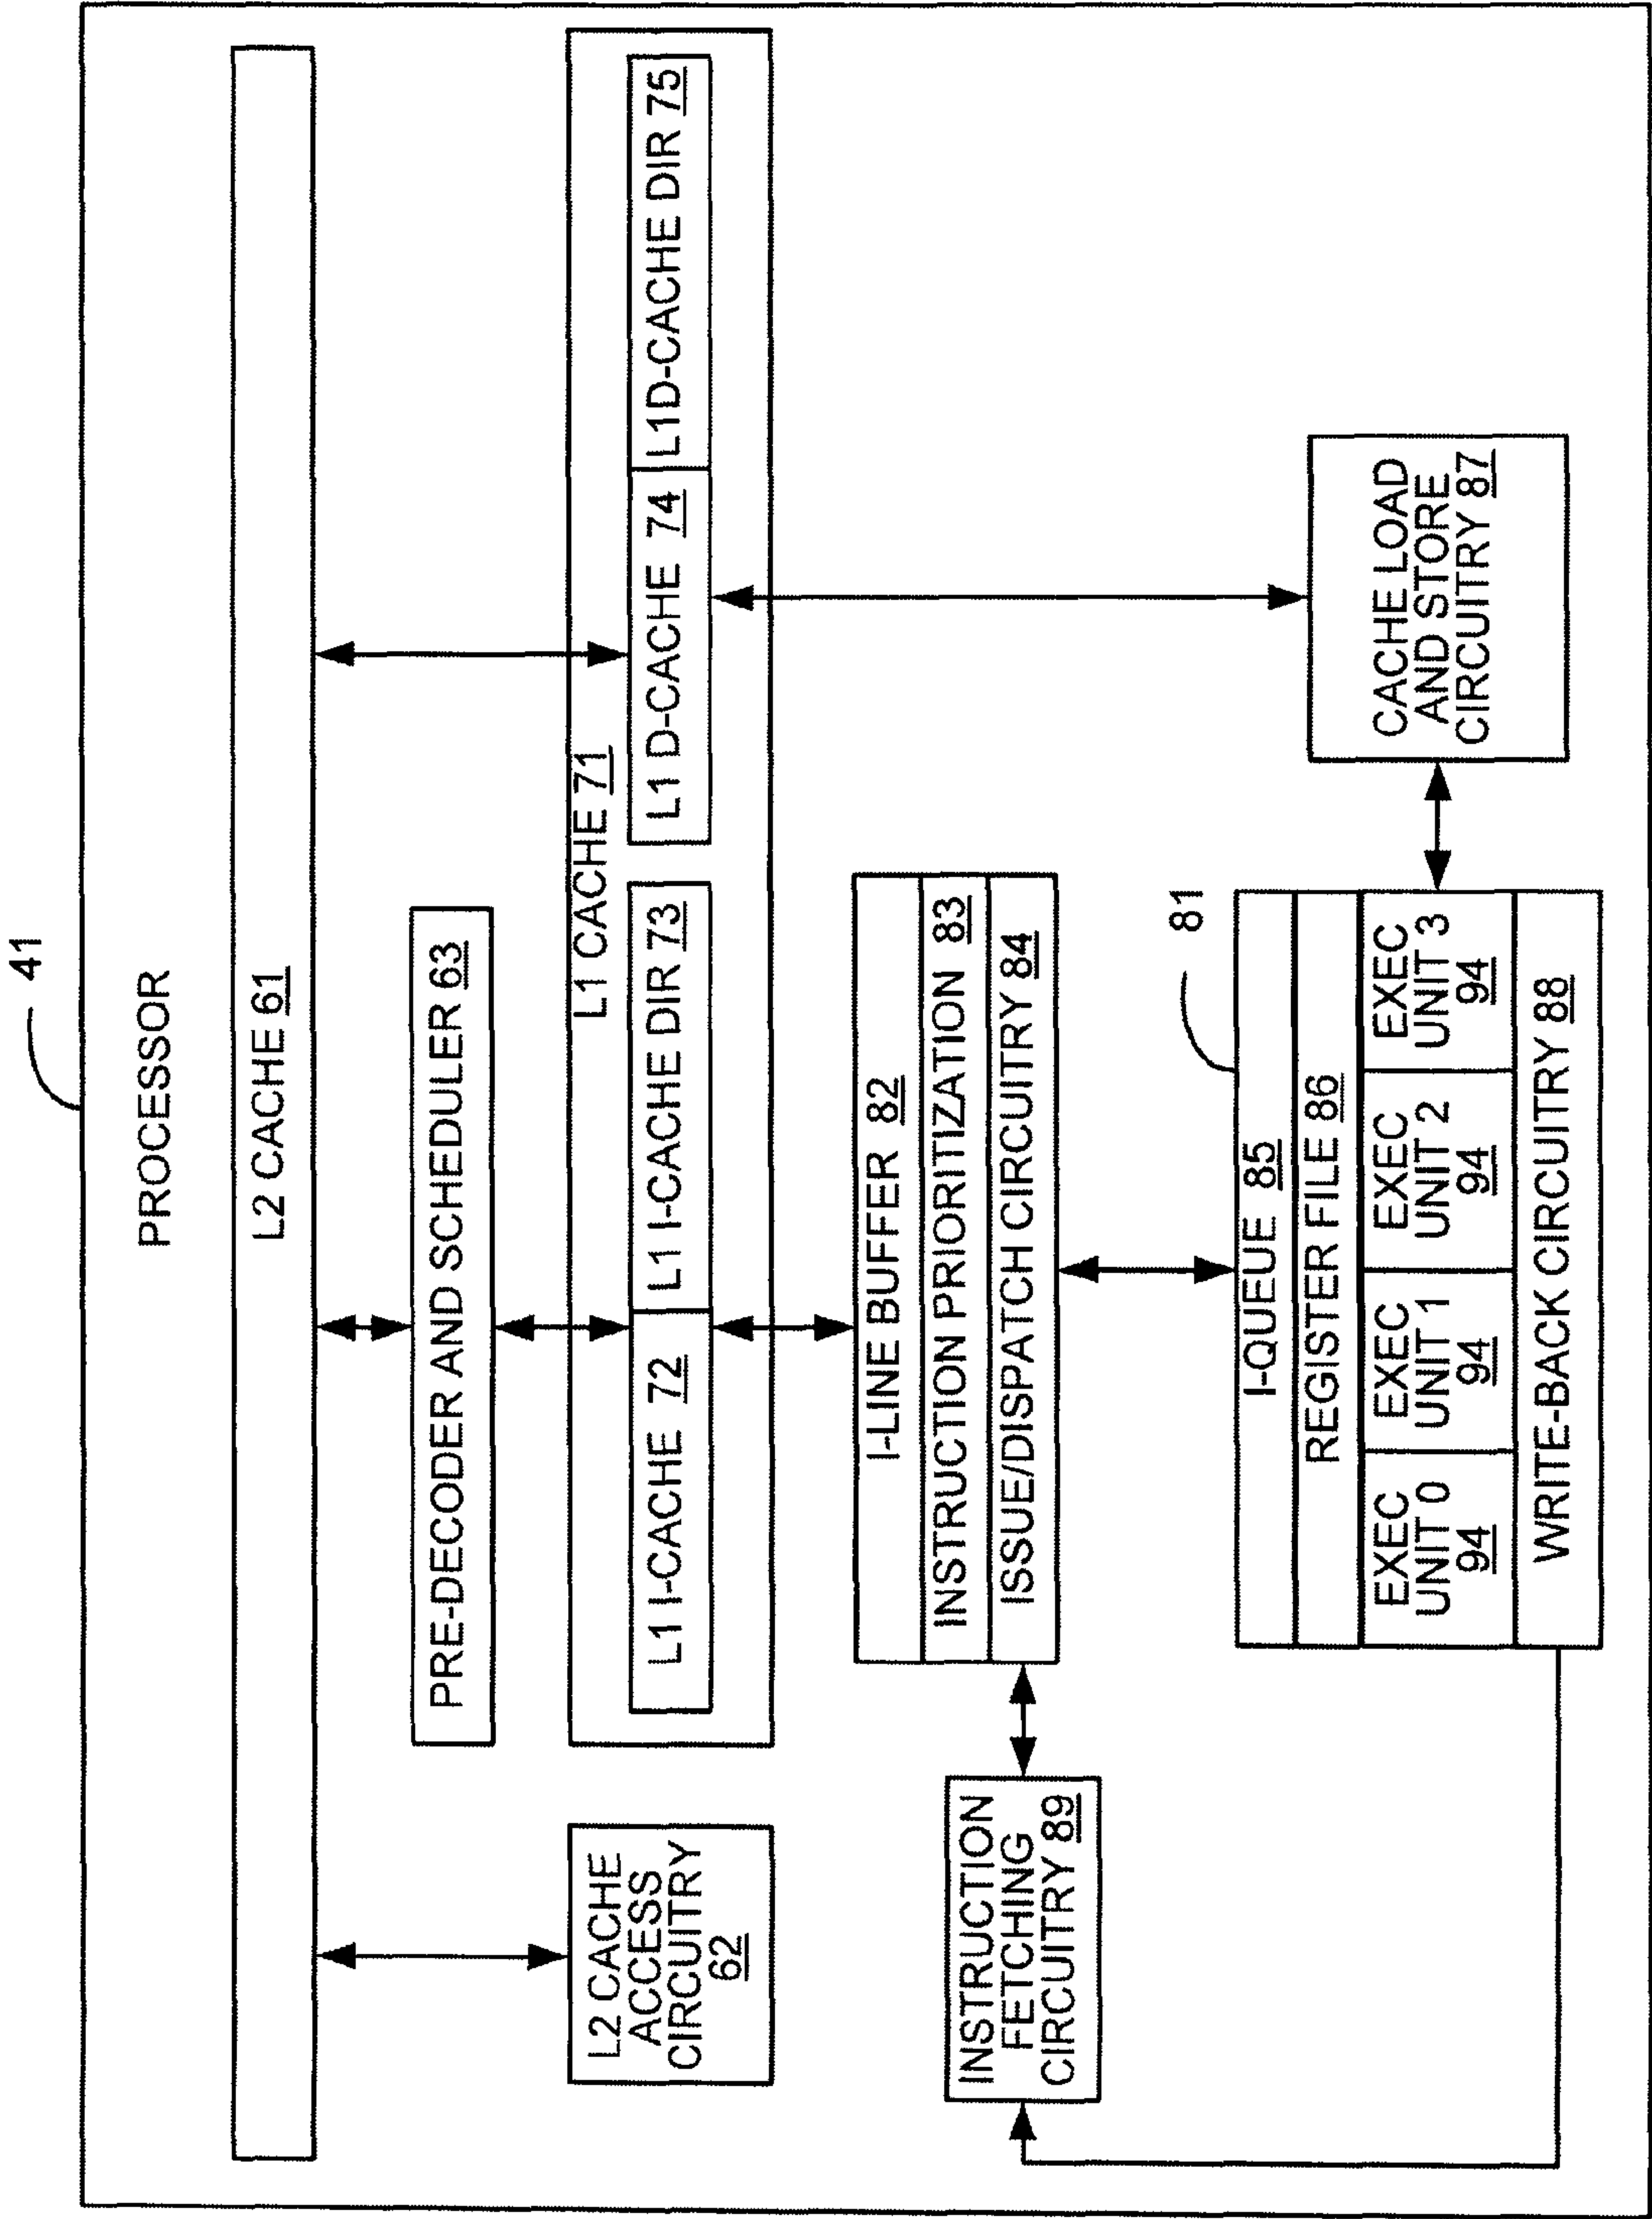 41
PROCESSOR
L2 CACHE 61
L2 CACHE
ACCESS
CIRCUITRY
62
PRE-DECODER AND SCHEDULER 63
L1 CACHE 71
L1 I-CACHE 72
L1 I-CACHE DIR 73
L1 D-CACHE 74
L1D-CACHE DIR 75
I-LINE BUFFER 82
INSTRUCTION PRIORITIZATION 83
ISSUE/DISPATCH CIRCUITRY 84
INSTRUCTION
FETCHING
CIRCUITRY 89
81
I-QUEUE 85
REGISTER FILE 86
EXEC
UNIT 0
94
EXEC
UNIT 1
94
EXEC
UNIT 2
94
EXEC
UNIT 3
94
WRITE-BACK CIRCUITRY 88
CACHE LOAD
AND STORE
CIRCUITRY 87